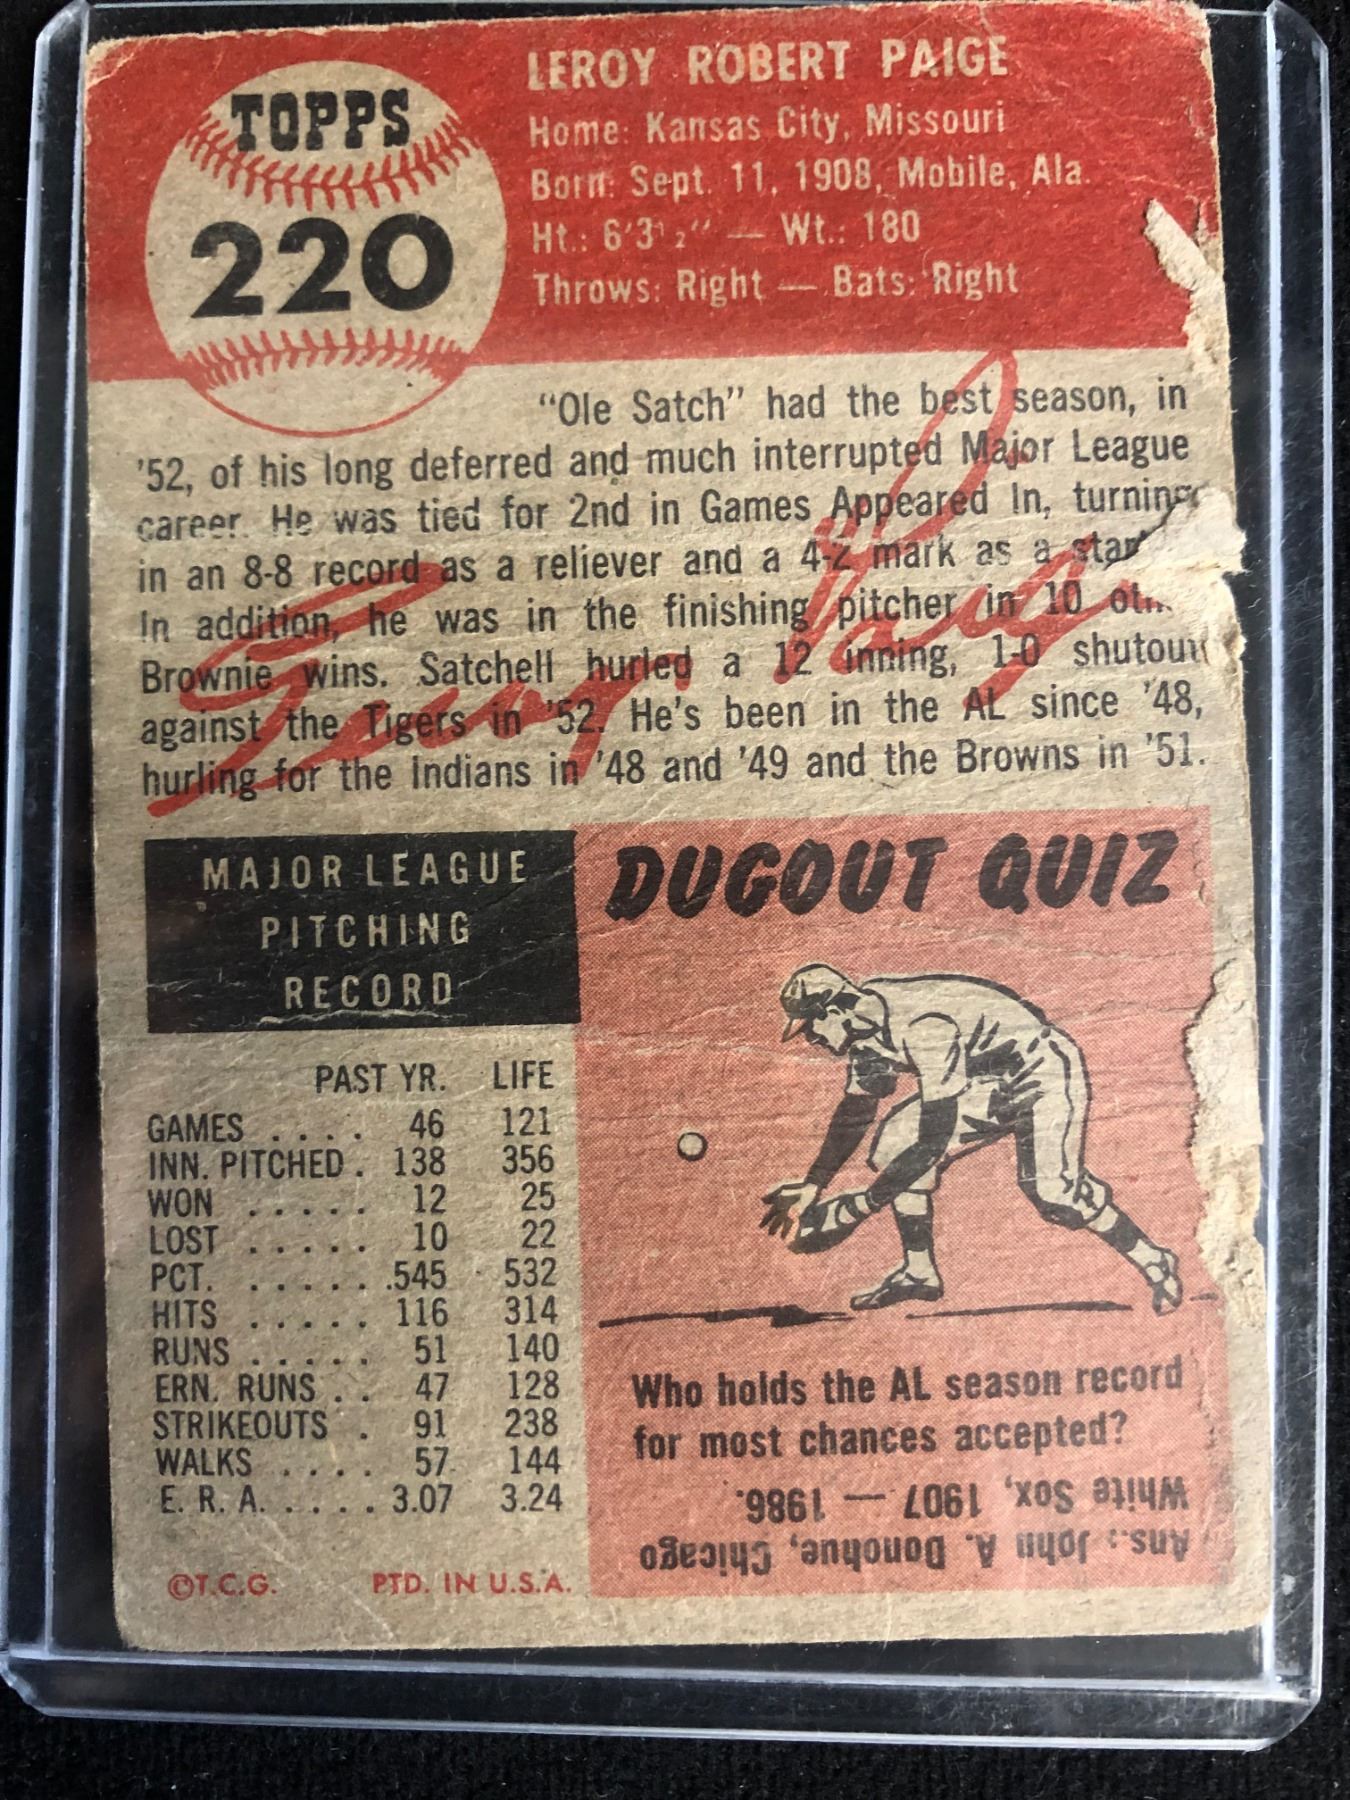 TOPPS
220
LEROY ROBERT PAIGE
Home: Kansas City, Missouri
Born: Sept. 11, 1908, Mobile, Ala.
Ht.: 6'3 1/2" — Wt.: 180
Throws: Right — Bats: Right
"Ole Satch" had the best season, in
'52, of his long deferred and much interrupted Major League
career. He was tied for 2nd in Games Appeared In, turning
in an 8-8 record as a reliever and a 4-2 mark as a
In addition, he was in the finishing pitcher in 10
Brownie wins. Satchell hurled a 12 inning, 1-0 shutout
against the Tigers in '52. He's been in the AL since '48,
hurling for the Indians in '48 and '49 and the Browns in '51.
Leroy Paige
MAJOR LEAGUE
PITCHING
RECORD
PAST YR. LIFE
GAMES . . . . 46 121
INN. PITCHED . 138 356
WON . . . . . 12 25
LOST . . . . . 10 22
PCT. . . . . . .545 532
HITS . . . . . 116 314
RUNS . . . . . 51 140
ERN. RUNS . . 47 128
STRIKEOUTS . 91 238
WALKS . . . . 57 144
E. R. A. . . . . 3.07 3.24
©T.C.G. PTD. IN U.S.A.
DUGOUT QUIZ
Who holds the AL season record
for most chances accepted?
Ans.: John A. Donohue, Chicago
White Sox, 1907 — 1986.